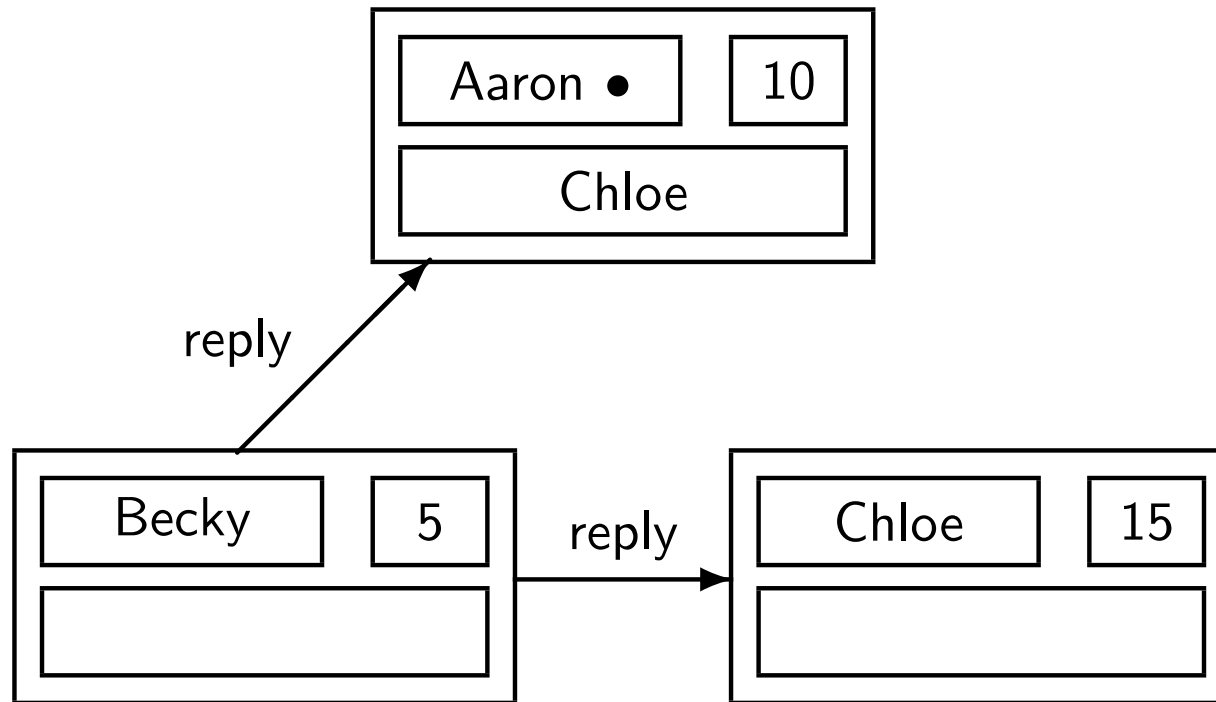 Aaron • 10
Chloe
reply
Becky 5
reply
Chloe 15